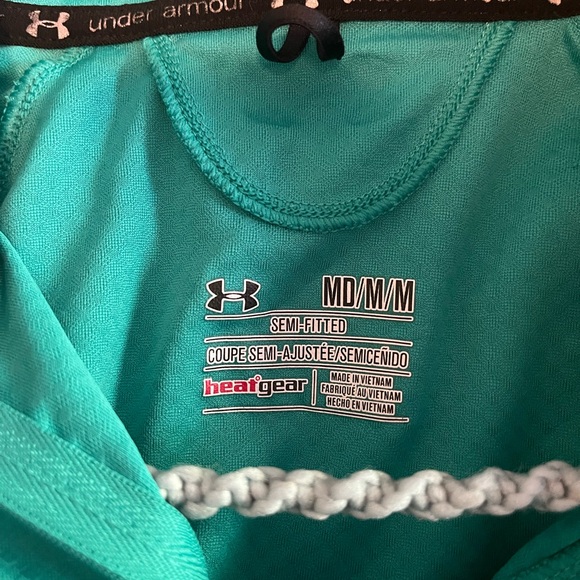 under armour
MD/M/M
SEMI-FITTED
COUPE SEMI-AJUSTÉE/SEMICEÑIDO
heatgear
MADE IN VIETNAM
FABRIQUÉ AU VIETNAM
HECHO EN VIETNAM